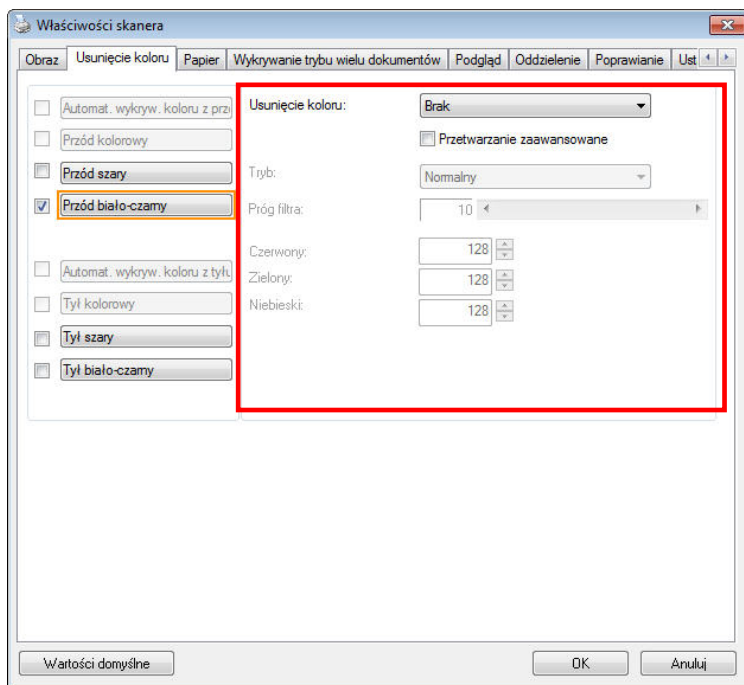 Właściwości skanera
Obraz Usunięcie koloru Papier Wykrywanie trybu wielu dokumentów Podgląd Oddzielenie Poprawianie Ust
Automat. wykryw. koloru z prze
Przód kolorowy
Przód szary
Przód biało-czarny
Automat. wykryw. koloru z tyłu
Tył kolorowy
Tył szary
Tył biało-czarny
Usunięcie koloru: Brak
Przetwarzanie zaawansowane
Tryb: Normalny
Próg filtra: 10
Czerwony: 128
Zielony: 128
Niebieski: 128
Wartości domyślne OK Anuluj